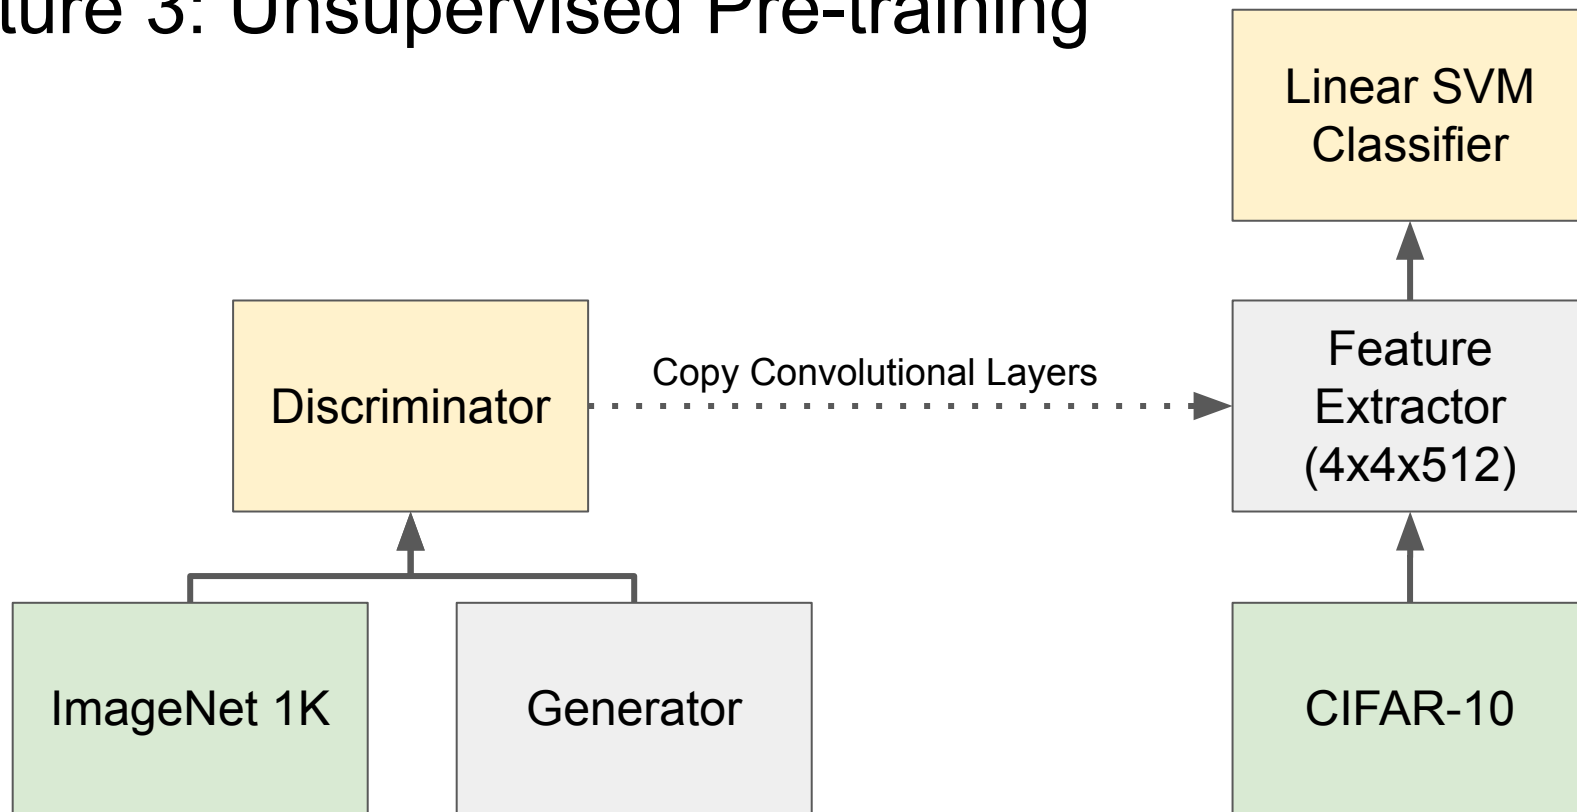 ture 3: Unsupervised Pre-training
Linear SVM
Classifier
Discriminator
Copy Convolutional Layers
Feature
Extractor
(4x4x512)
ImageNet 1K
Generator
CIFAR-10